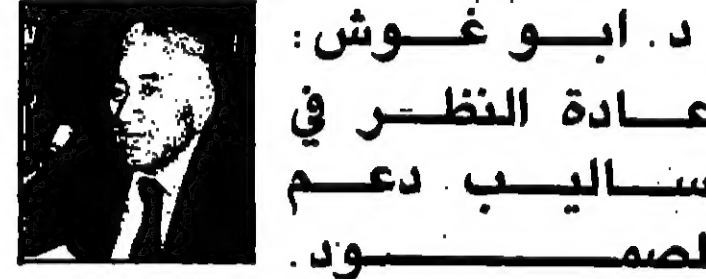 د. ابو غوش:
عادة النظر في
ساليب دعم
لصمود.